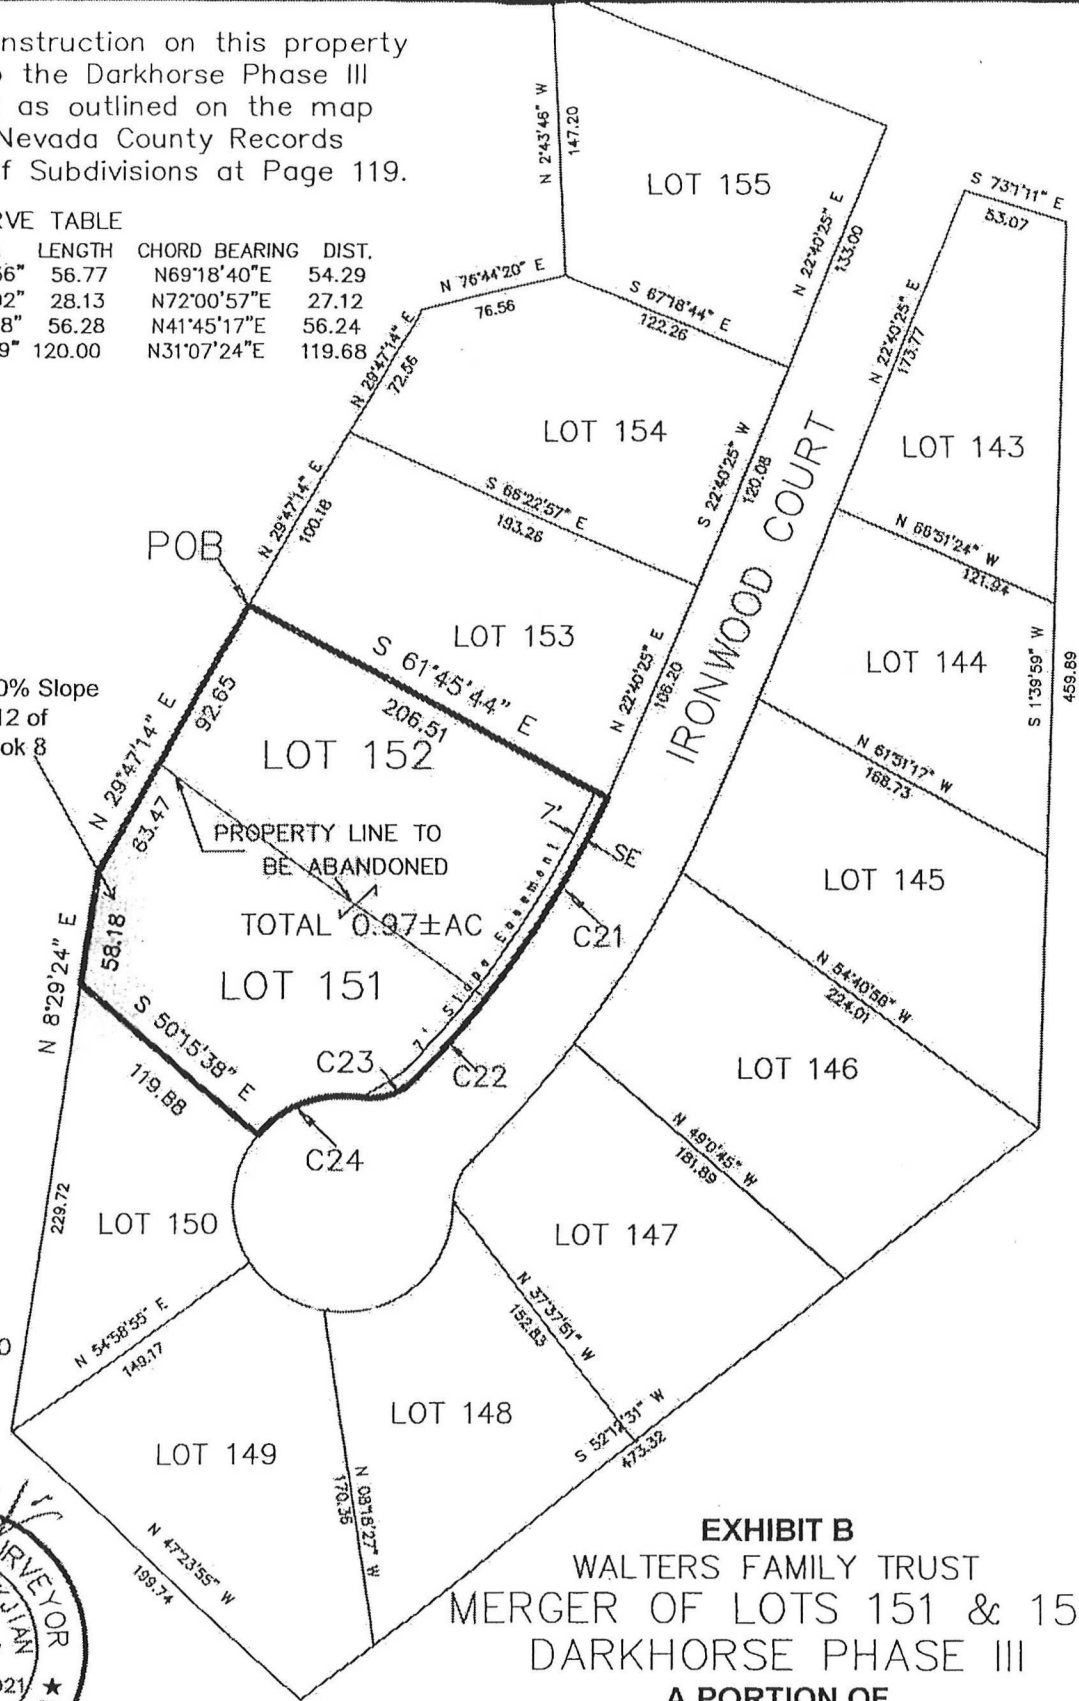 nstruction on this property
the Darkhorse Phase III
as outlined on the map
Nevada County Records
f Subdivisions at Page 119.
RVE TABLE
LENGTH CHORD BEARING DIST.
56" 56.77 N69°18'40"E 54.29
02" 28.13 N72°00'57"E 27.12
8" 56.28 N41°45'17"E 56.24
9" 120.00 N31°07'24"E 119.68
N 2°43'46" W
147.20
LOT 155
N 22°40'25" E
133.00
S 73°1'11" E
53.07
N 76°44'20" E
76.56
S 67°18'44" E
122.26
N 22°40'25" E
173.77
N 29°47'14" E
72.56
LOT 154
S 22°40'25" W
120.08
LOT 143
S 66°22'57" E
193.26
N 29°47'14" E
100.18
POB
N 66°51'24" W
121.94
IRONWOOD COURT
LOT 153
N 22°40'25" E
106.20
LOT 144
S 1°39'59" W
459.89
S 61°45'44" E
206.51
0% Slope
12 of
ok 8
N 29°47'14" E
92.65
63.47
LOT 152
N 61°51'17" W
168.73
PROPERTY LINE TO
BE ABANDONED
7'
SE
LOT 145
TOTAL 0.97±AC
C21
7' Slope Easement
N 8°29'24" E
58.18
LOT 151
N 54°40'58" W
224.01
S 50°15'38" E
119.88
C23
C22
LOT 146
C24
N 49°0'45" W
181.89
229.72
LOT 150
LOT 147
N 37°37'51" W
152.83
N 54°58'55" E
149.17
LOT 148
S 52°12'31" W
473.32
LOT 149
N 08°18'27" W
170.36
N 47°23'55" W
199.74
EXHIBIT B
WALTERS FAMILY TRUST
MERGER OF LOTS 151 & 15
DARKHORSE PHASE III
A PORTION OF
URVEYOR
KJIAN
021 ★